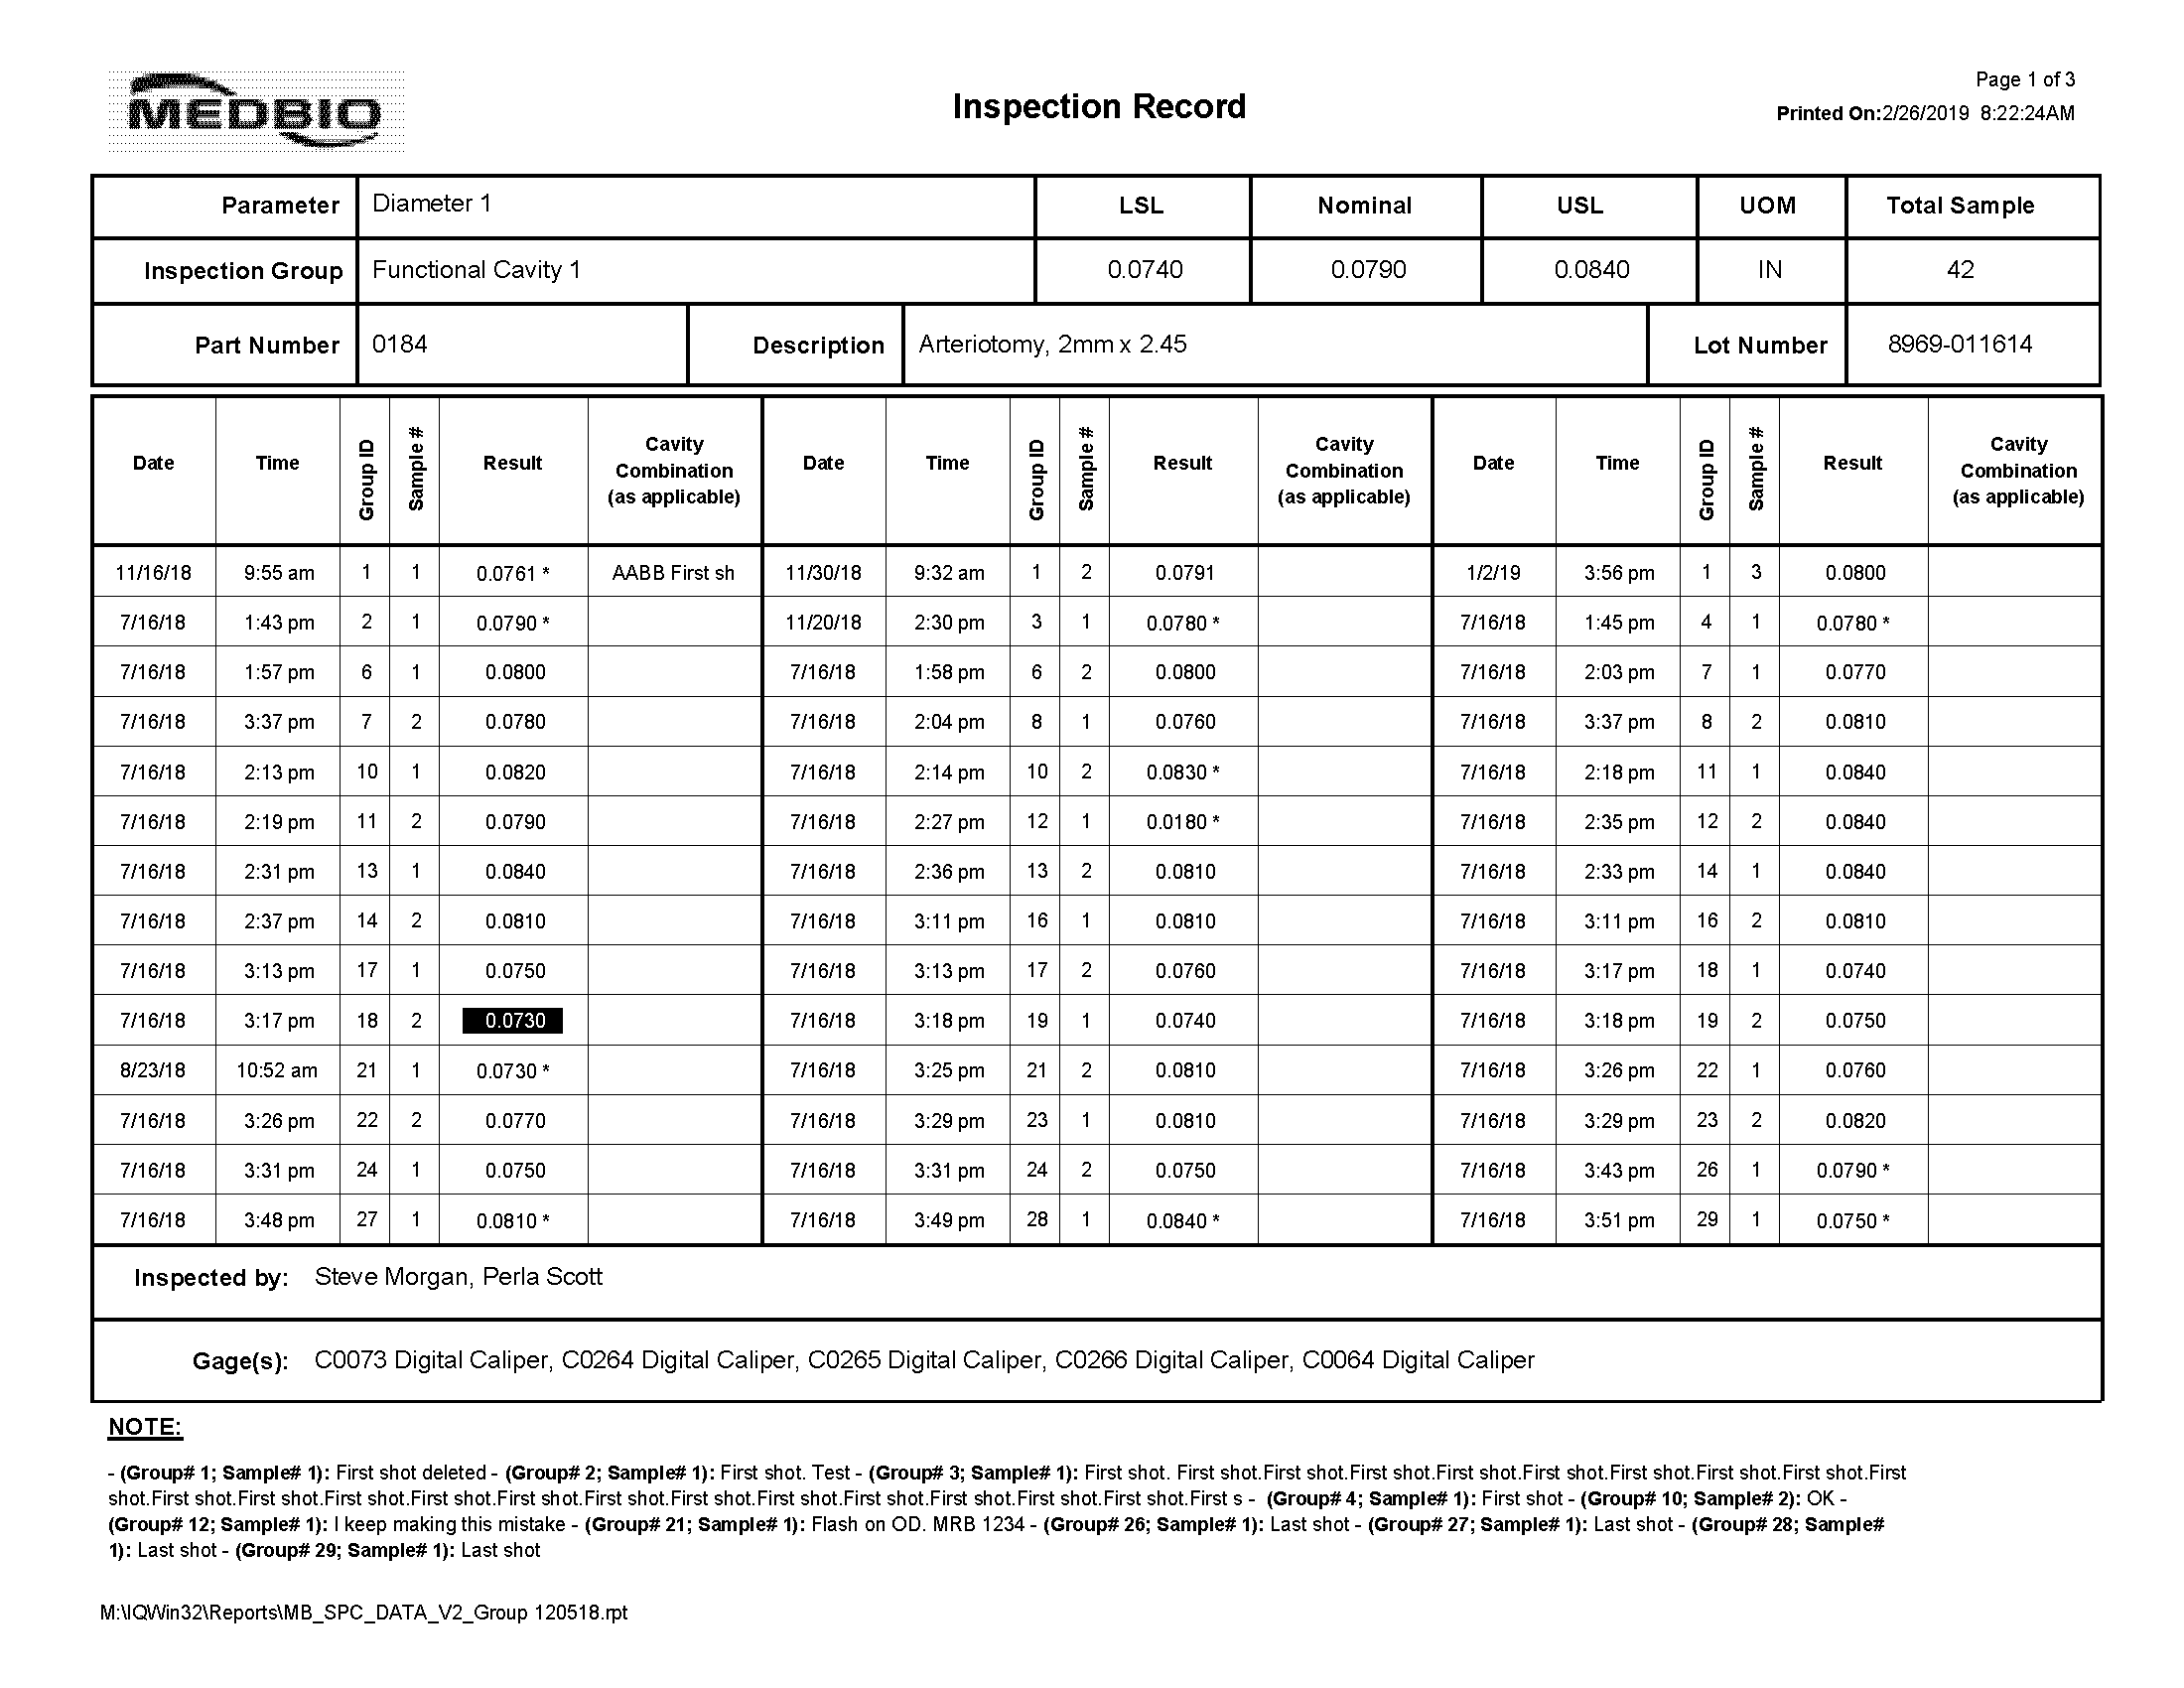 MEDBIO
Inspection Record
Page 1 of 3
Printed On:2/26/2019 8:22:24AM
Parameter Diameter 1 LSL Nominal USL UOM Total Sample
Inspection Group Functional Cavity 1 0.0740 0.0790 0.0840 IN 42
Part Number 0184 Description Arteriotomy, 2mm x 2.45 Lot Number 8969-011614
Date Time Group ID Sample # Result Cavity Combination (as applicable) Date Time Group ID Sample # Result Cavity Combination (as applicable) Date Time Group ID Sample # Result Cavity Combination (as applicable)
11/16/18 9:55 am 1 1 0.0761 * AABB First sh 11/30/18 9:32 am 1 2 0.0791 1/2/19 3:56 pm 1 3 0.0800
7/16/18 1:43 pm 2 1 0.0790 * 11/20/18 2:30 pm 3 1 0.0780 * 7/16/18 1:45 pm 4 1 0.0780 *
7/16/18 1:57 pm 6 1 0.0800 7/16/18 1:58 pm 6 2 0.0800 7/16/18 2:03 pm 7 1 0.0770
7/16/18 3:37 pm 7 2 0.0780 7/16/18 2:04 pm 8 1 0.0760 7/16/18 3:37 pm 8 2 0.0810
7/16/18 2:13 pm 10 1 0.0820 7/16/18 2:14 pm 10 2 0.0830 * 7/16/18 2:18 pm 11 1 0.0840
7/16/18 2:19 pm 11 2 0.0790 7/16/18 2:27 pm 12 1 0.0180 * 7/16/18 2:35 pm 12 2 0.0840
7/16/18 2:31 pm 13 1 0.0840 7/16/18 2:36 pm 13 2 0.0810 7/16/18 2:33 pm 14 1 0.0840
7/16/18 2:37 pm 14 2 0.0810 7/16/18 3:11 pm 16 1 0.0810 7/16/18 3:11 pm 16 2 0.0810
7/16/18 3:13 pm 17 1 0.0750 7/16/18 3:13 pm 17 2 0.0760 7/16/18 3:17 pm 18 1 0.0740
7/16/18 3:17 pm 18 2 0.0730 7/16/18 3:18 pm 19 1 0.0740 7/16/18 3:18 pm 19 2 0.0750
8/23/18 10:52 am 21 1 0.0730 * 7/16/18 3:25 pm 21 2 0.0810 7/16/18 3:26 pm 22 1 0.0760
7/16/18 3:26 pm 22 2 0.0770 7/16/18 3:29 pm 23 1 0.0810 7/16/18 3:29 pm 23 2 0.0820
7/16/18 3:31 pm 24 1 0.0750 7/16/18 3:31 pm 24 2 0.0750 7/16/18 3:43 pm 26 1 0.0790 *
7/16/18 3:48 pm 27 1 0.0810 * 7/16/18 3:49 pm 28 1 0.0840 * 7/16/18 3:51 pm 29 1 0.0750 *
Inspected by: Steve Morgan, Perla Scott
Gage(s): C0073 Digital Caliper, C0264 Digital Caliper, C0265 Digital Caliper, C0266 Digital Caliper, C0064 Digital Caliper
NOTE:
- (Group# 1; Sample# 1): First shot deleted - (Group# 2; Sample# 1): First shot. Test - (Group# 3; Sample# 1): First shot. First shot.First shot.First shot.First shot.First shot.First shot.First shot.First shot.First
shot.First shot.First shot.First shot.First shot.First shot.First shot.First shot.First shot.First shot.First shot.First shot.First shot.First s - (Group# 4; Sample# 1): First shot - (Group# 10; Sample# 2): OK -
(Group# 12; Sample# 1): I keep making this mistake - (Group# 21; Sample# 1): Flash on OD. MRB 1234 - (Group# 26; Sample# 1): Last shot - (Group# 27; Sample# 1): Last shot - (Group# 28; Sample#
1): Last shot - (Group# 29; Sample# 1): Last shot
M:\IQWin32\Reports\MB_SPC_DATA_V2_Group 120518.rpt